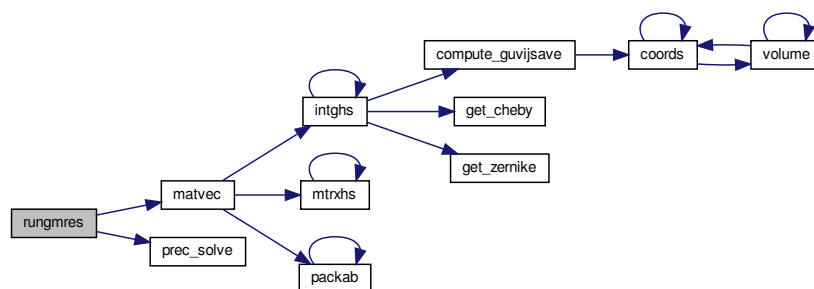 rungmres
matvec
prec_solve
intghs
mtrxhs
packab
compute_guvijsave
get_cheby
get_zernike
coords
volume